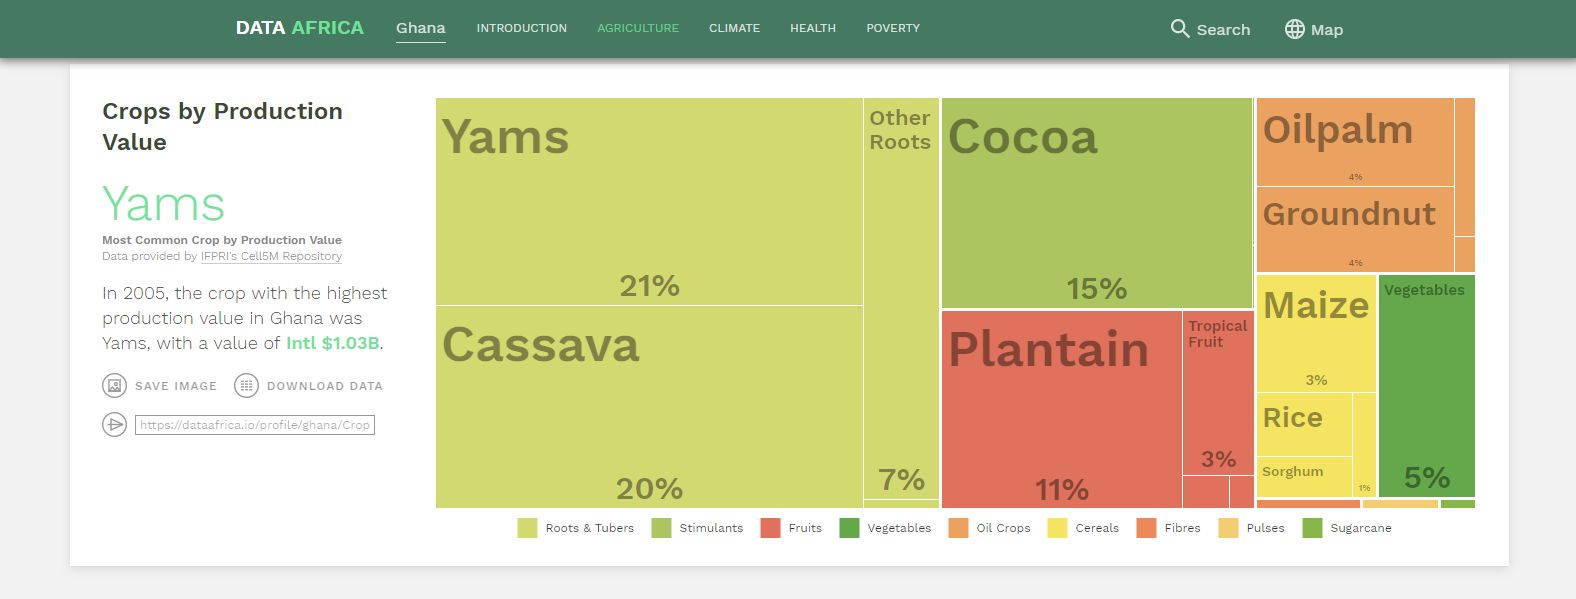 DATA AFRICA
Ghana
INTRODUCTION
AGRICULTURE
CLIMATE
HEALTH
POVERTY
Search
Map
Crops by Production
Value
Yams
Most Common Crop by Production Value
Data provided by IFPRI's Cell5M Repository
In 2005, the crop with the highest
production value in Ghana was
Yams, with a value of Intl $1.03B.
SAVE IMAGE
DOWNLOAD DATA
https://dataafrica.io/profile/ghana/Crop
Yams
21%
Cassava
20%
Other
Roots
7%
Cocoa
15%
Plantain
11%
Tropical
Fruit
3%
Oilpalm
4%
Groundnut
4%
Maize
3%
Rice
Sorghum
1%
Vegetables
5%
Roots & Tubers
Stimulants
Fruits
Vegetables
Oil Crops
Cereals
Fibres
Pulses
Sugarcane